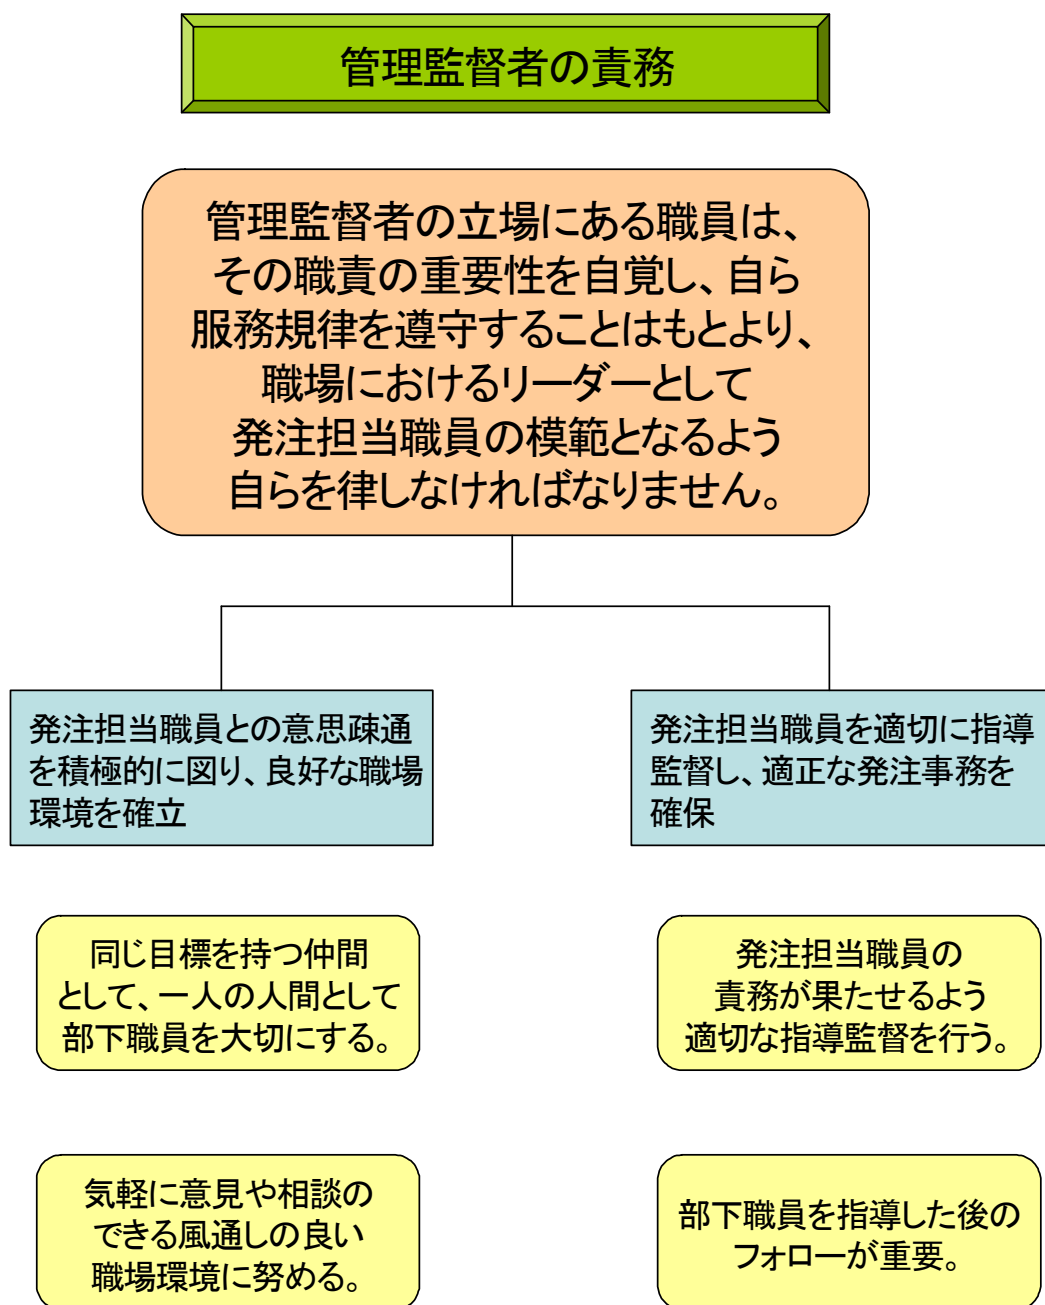 管理監督者の責務
管理監督者の立場にある職員は、
その職責の重要性を自覚し、自ら
服務規律を遵守することはもとより、
職場におけるリーダーとして
発注担当職員の模範となるよう
自らを律しなければなりません。
発注担当職員との意思疎通
を積極的に図り、良好な職場
環境を確立
発注担当職員を適切に指導
監督し、適正な発注事務を
確保
同じ目標を持つ仲間
として、一人の人間として
部下職員を大切にする。
発注担当職員の
責務が果たせるよう
適切な指導監督を行う。
気軽に意見や相談の
できる風通しの良い
職場環境に努める。
部下職員を指導した後の
フォローが重要。